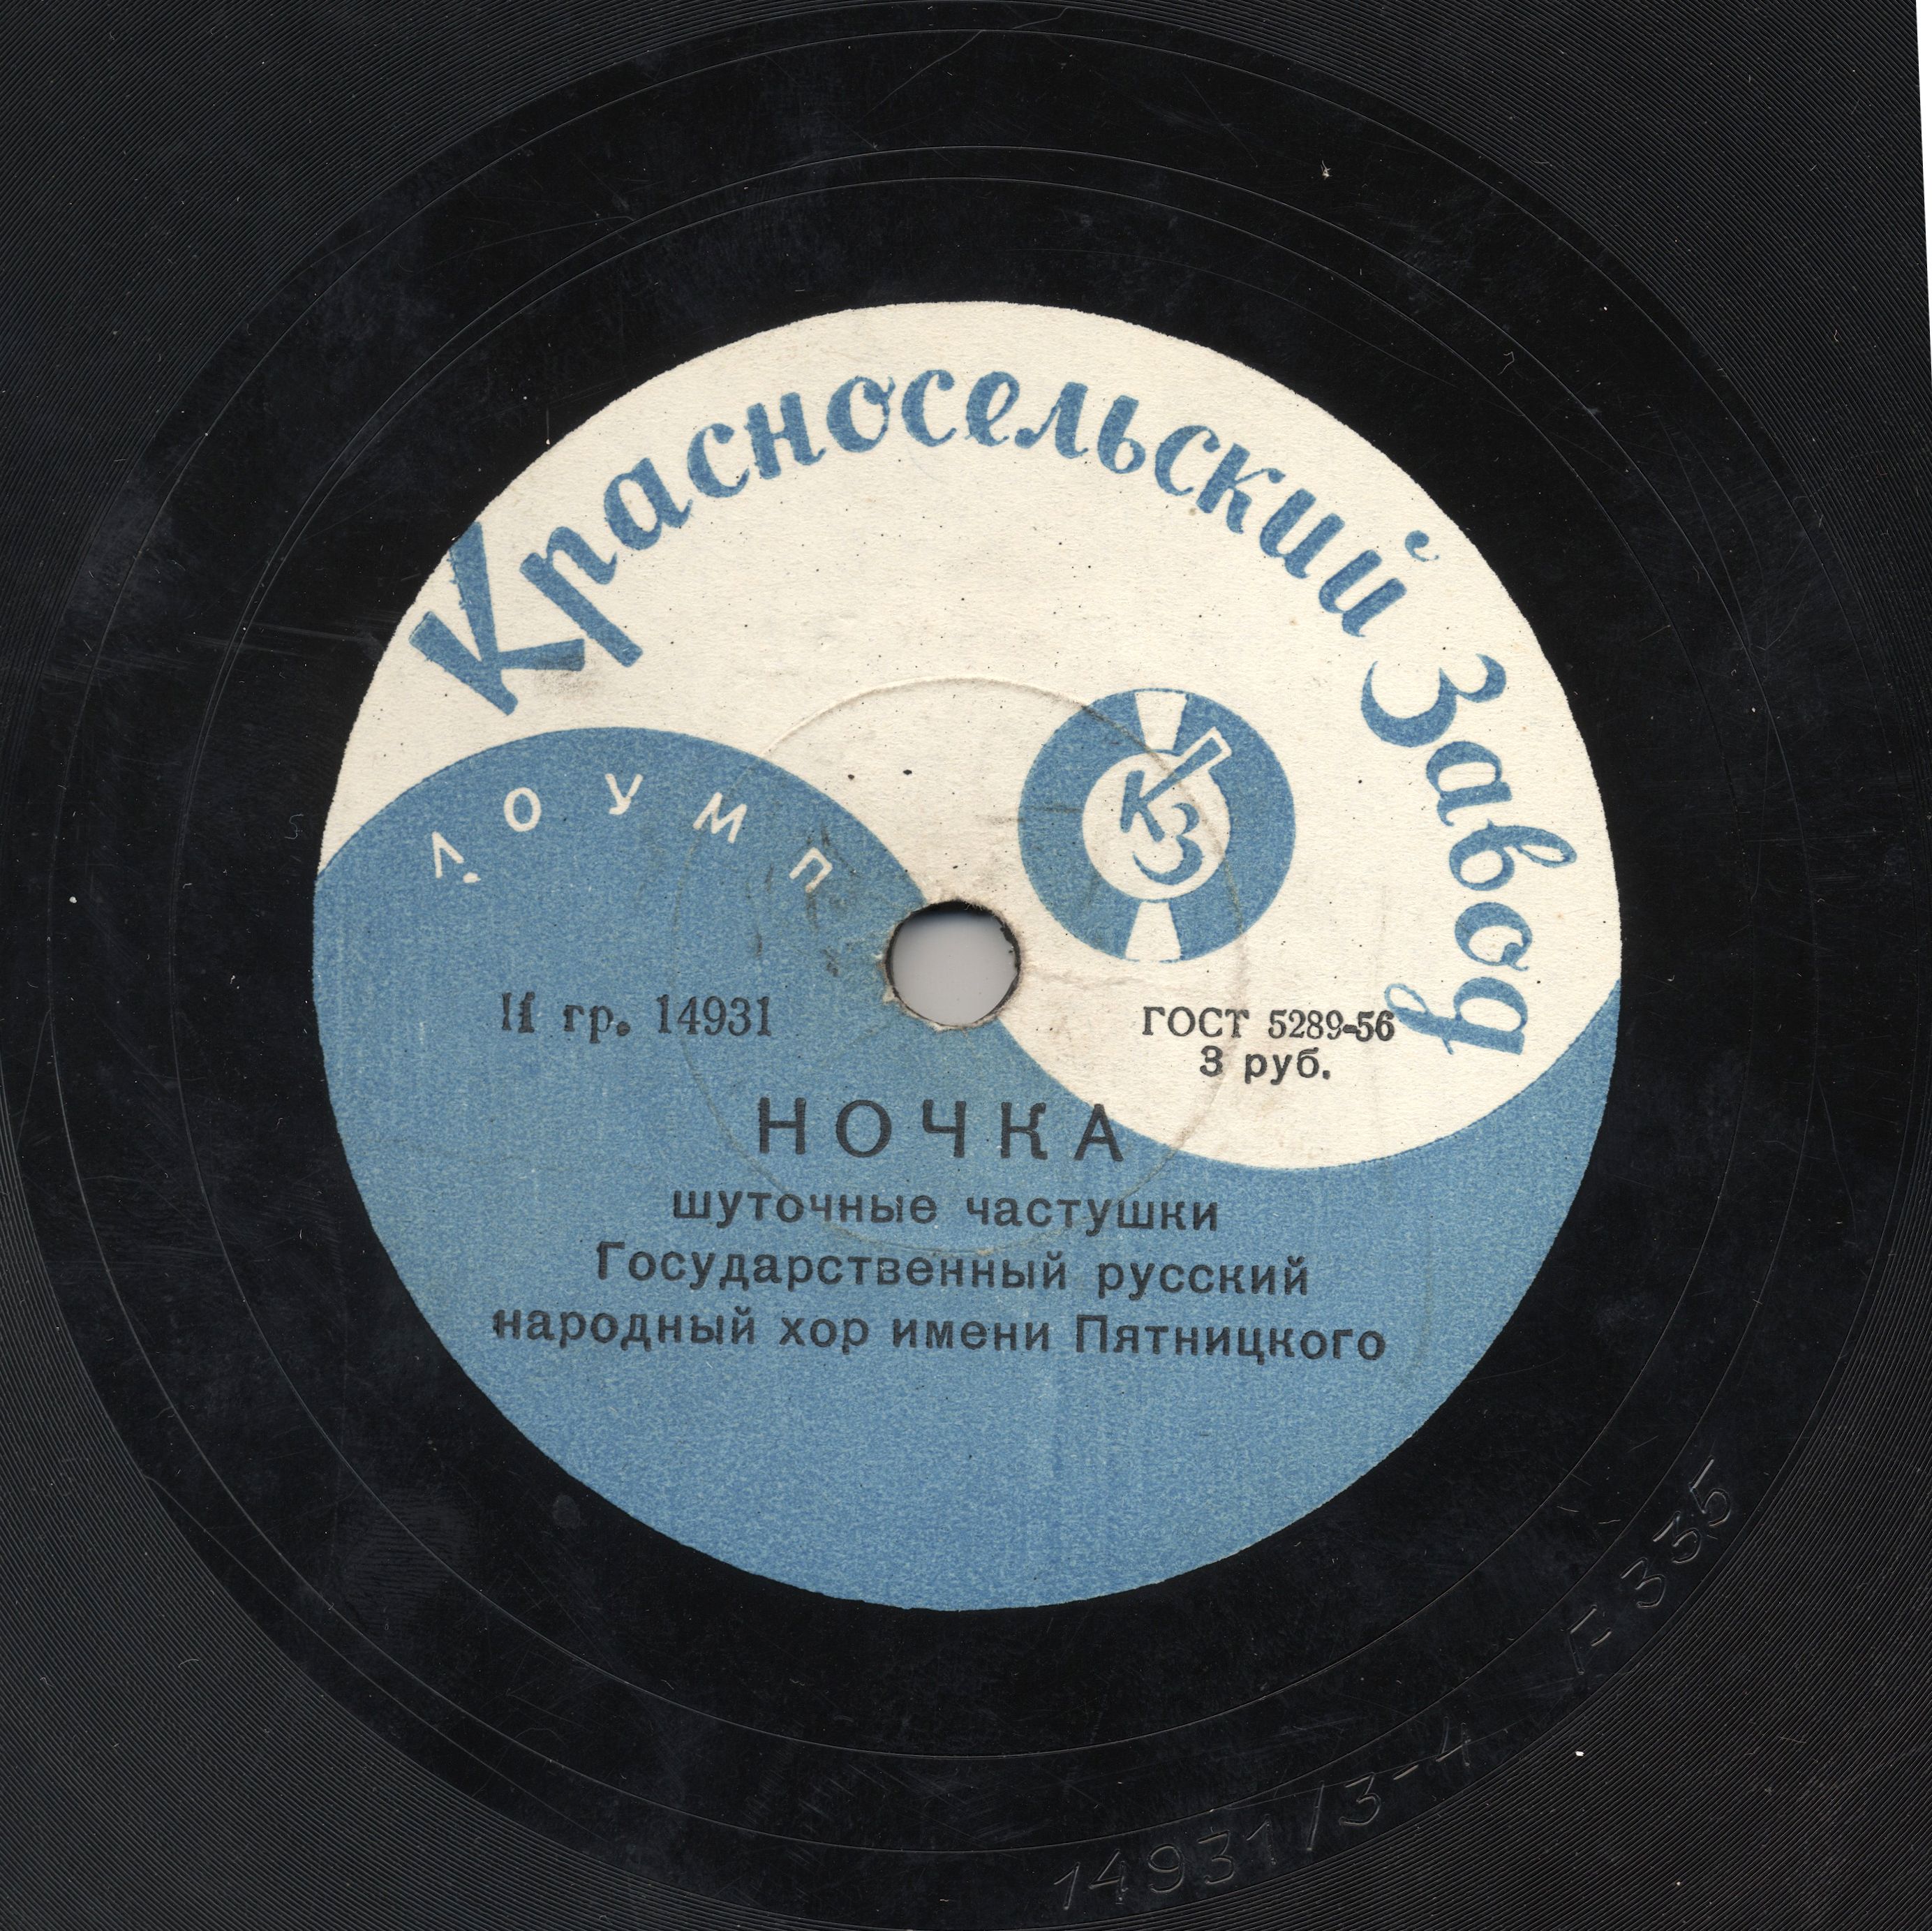 Красносельский Завод
ЛОУМП
КЗ
II гр. 14931
ГОСТ 5289-56
3 руб.
НОЧКА
шуточные частушки
Государственный русский
народный хор имени Пятницкого
F 335
14931/3-4